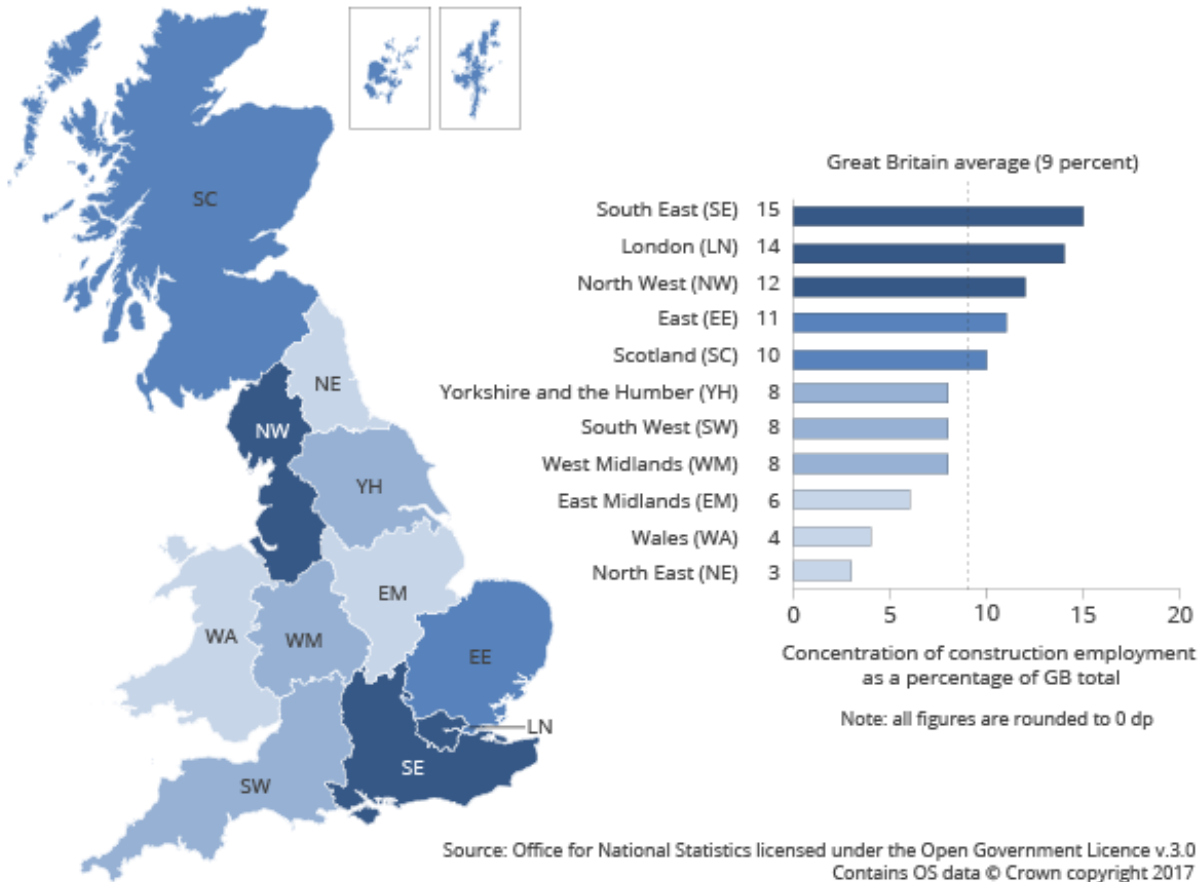 SC
NE
NW
YH
EM
WA
WM
EE
LN
SE
SW
Great Britain average (9 percent)
South East (SE) 15
London (LN) 14
North West (NW) 12
East (EE) 11
Scotland (SC) 10
Yorkshire and the Humber (YH) 8
South West (SW) 8
West Midlands (WM) 8
East Midlands (EM) 6
Wales (WA) 4
North East (NE) 3
0 5 10 15 20
Concentration of construction employment
as a percentage of GB total
Note: all figures are rounded to 0 dp
Source: Office for National Statistics licensed under the Open Government Licence v.3.0
Contains OS data © Crown copyright 2017